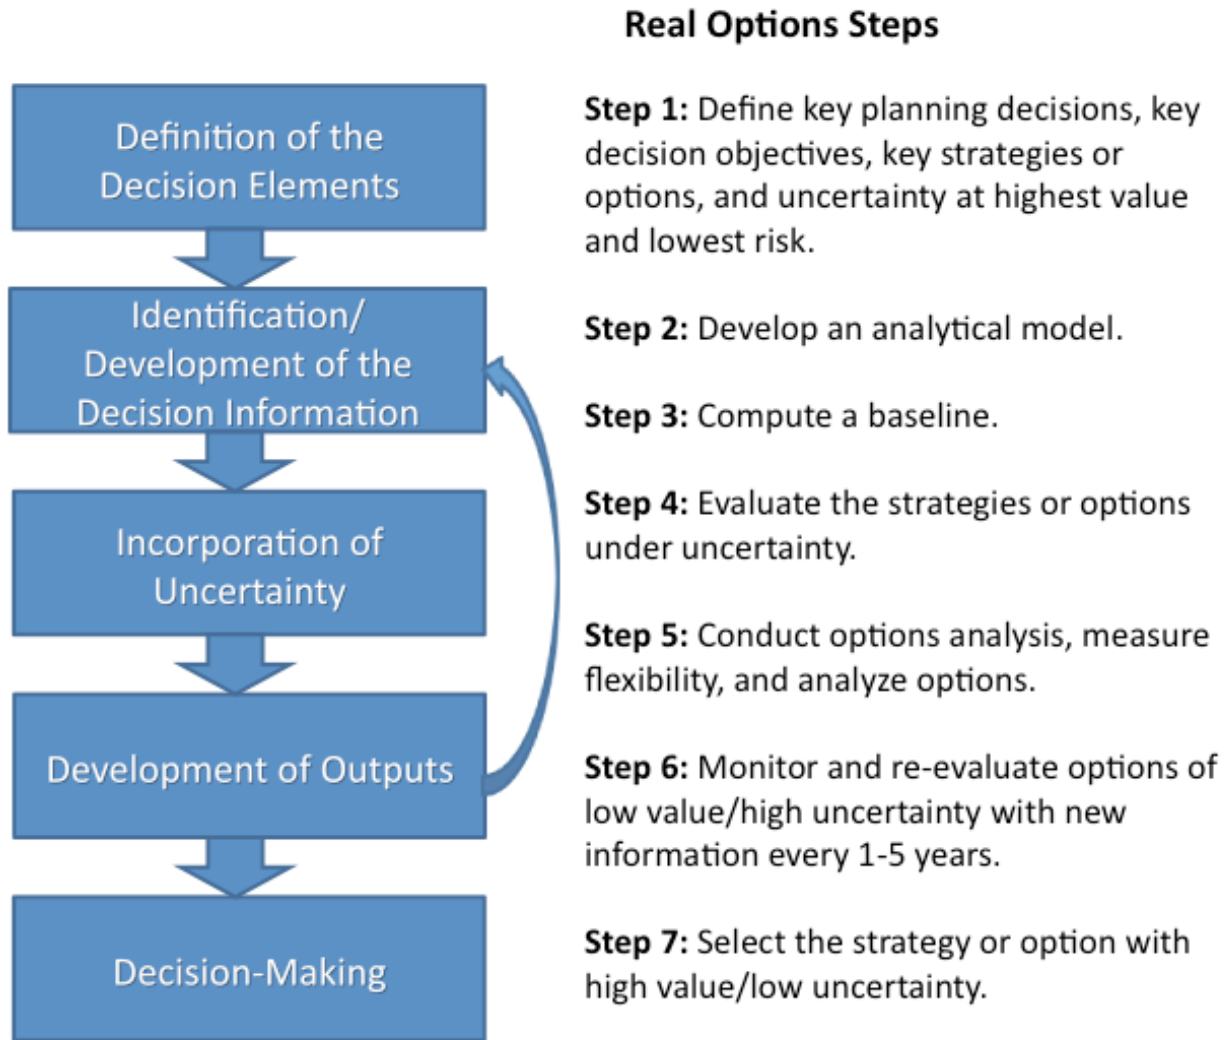 Real Options Steps
Definition of the
Decision Elements
Identification/
Development of the
Decision Information
Incorporation of
Uncertainty
Development of Outputs
Decision-Making
Step 1: Define key planning decisions, key
decision objectives, key strategies or
options, and uncertainty at highest value
and lowest risk.
Step 2: Develop an analytical model.
Step 3: Compute a baseline.
Step 4: Evaluate the strategies or options
under uncertainty.
Step 5: Conduct options analysis, measure
flexibility, and analyze options.
Step 6: Monitor and re-evaluate options of
low value/high uncertainty with new
information every 1-5 years.
Step 7: Select the strategy or option with
high value/low uncertainty.